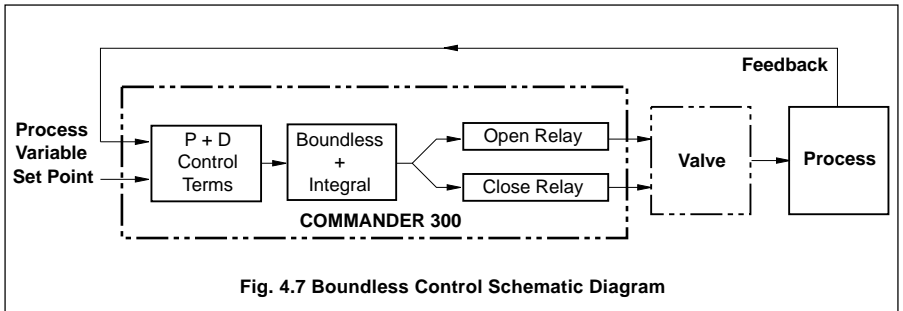 Feedback
Process
Variable
Set Point
P + D
Control
Terms
Boundless
+
Integral
Open Relay
Close Relay
Valve
Process
COMMANDER 300
Fig. 4.7 Boundless Control Schematic Diagram